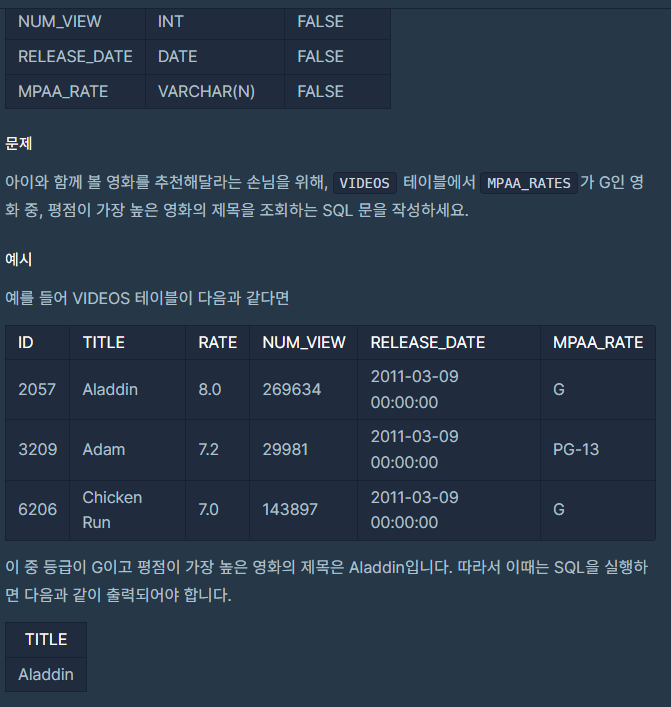 NUM_VIEW INT FALSE
RELEASE_DATE DATE FALSE
MPAA_RATE VARCHAR(N) FALSE
문제
아이와 함께 볼 영화를 추천해달라는 손님을 위해, VIDEOS 테이블에서 MPAA_RATES 가 G인 영
화 중, 평점이 가장 높은 영화의 제목을 조회하는 SQL 문을 작성하세요.
예시
예를 들어 VIDEOS 테이블이 다음과 같다면
ID TITLE RATE NUM_VIEW RELEASE_DATE MPAA_RATE
2057 Aladdin 8.0 269634 2011-03-09 00:00:00 G
3209 Adam 7.2 29981 2011-03-09 00:00:00 PG-13
6206 Chicken Run 7.0 143897 2011-03-09 00:00:00 G
이 중 등급이 G이고 평점이 가장 높은 영화의 제목은 Aladdin입니다. 따라서 이때는 SQL을 실행하
면 다음과 같이 출력되어야 합니다.
TITLE
Aladdin